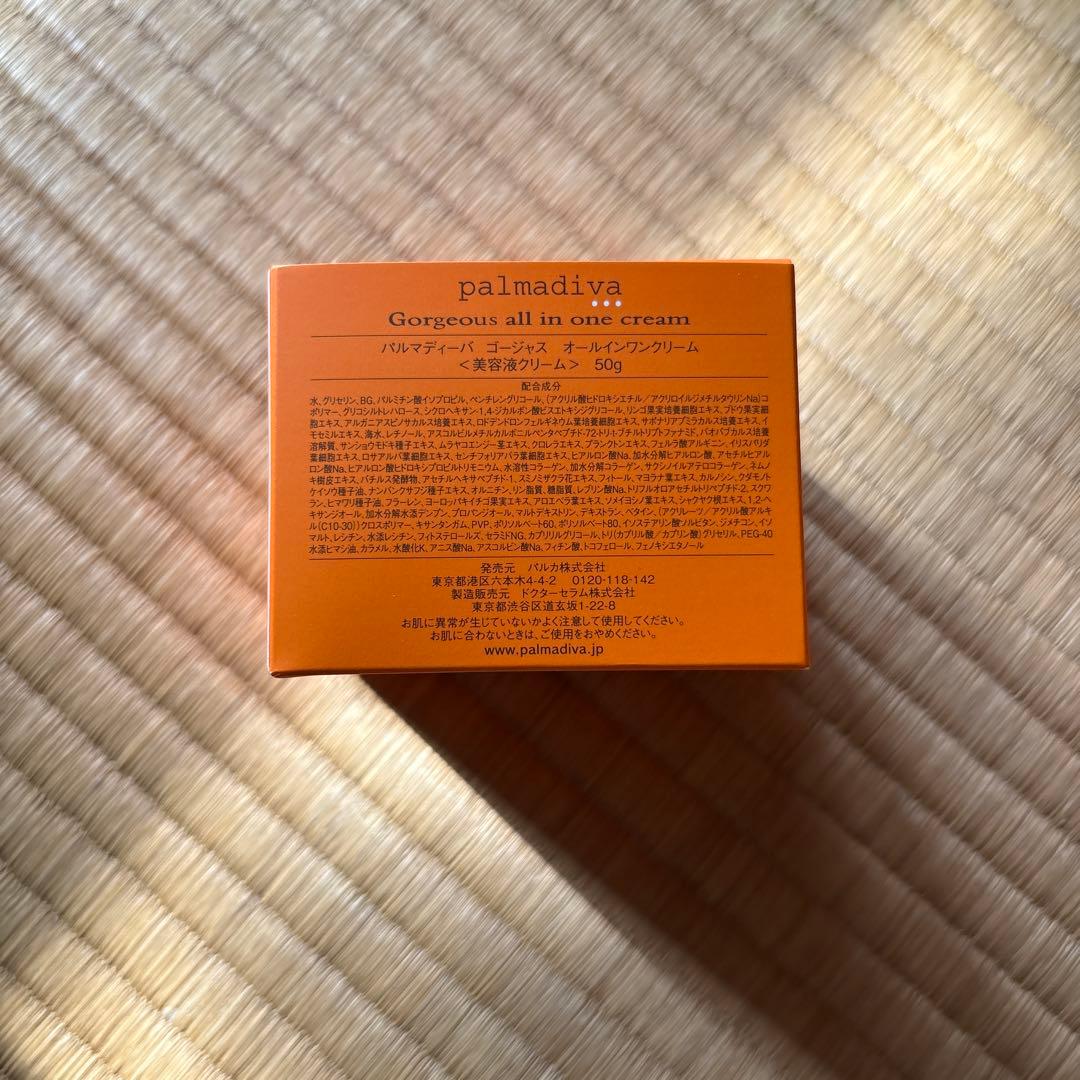 palmadiva
Gorgeous all in one cream
パルマディーバ ゴージャス オールインワンクリーム
＜美容液クリーム＞ 50g
配合成分
水、グリセリン、BG、パルミチン酸イソプロピル、ペンチレングリコール、(アクリル酸ヒドロキシエチル/アクリロイルジメチルタウリンNa)コ
ポリマー、グリコシルトレハロース、シクロヘキサン-1,4-ジカルボン酸ビスエトキシジグリコール、リンゴ果実培養細胞エキス、ブドウ果実細
胞エキス、アルガニアスピノサカルス培養エキス、ロドデンドロンフェルギネウム葉培養細胞エキス、サポナリアプミラカルス培養エキス、イ
モセミルエキス、海水、レチノール、アスコルビルメチルカルボニルペンタペプチド-72トリ-t-ブチルトリプトファナミド、バオバブカルス培養
溶解質、サンショウモドキ種子エキス、ムラヤコエンジー茎エキス、クロレラエキス、プランクトンエキス、フェルラ酸アルギニン、イリスパリダ
葉細胞エキス、ロサアルバ葉細胞エキス、センチフォリアバラ葉細胞エキス、ヒアルロン酸Na、加水分解ヒアルロン酸、アセチルヒアル
ロン酸Na、ヒアルロン酸ヒドロキシプロピルトリモニウム、水溶性コラーゲン、加水分解コラーゲン、サクシノイルアテロコラーゲン、ネムノ
キ樹皮エキス、バチルス発酵物、アセチルヘキサペプチド-1、スミノミザクラ花エキス、フィトール、マヨラナ葉エキス、カルノシン、クダモノト
ケイソウ種子油、ナンバンクサフジ種子エキス、オルニチン、リン脂質、糖脂質、レブリン酸Na、トリフルオロアセチルトリペプチド-2、スクワ
ラン、ヒマワリ種子油、フラーレン、ヨーロッパキイチゴ果実エキス、アロエベラ葉エキス、ソメイヨシノ葉エキス、シャクヤク根エキス、1,2-ヘ
キサンジオール、加水分解水添デンプン、プロパンジオール、マルトデキストリン、デキストラン、ベタイン、(アクリレーツ/アクリル酸アルキ
ル(C10-30))クロスポリマー、キサンタンガム、PVP、ポリソルベート60、ポリソルベート80、イソステアリン酸ソルビタン、ジメチコン、イソ
マルト、レシチン、水添レシチン、フィトステロールズ、セラミドNG、カプリリルグリコール、トリ(カプリル酸/カプリン酸)グリセリル、PEG-40
水添ヒマシ油、カラメル、水酸化K、アニス酸Na、アスコルビン酸Na、フィチン酸、トコフェロール、フェノキシエタノール
発売元 パルカ株式会社
東京都港区六本木4-4-2 0120-118-142
製造販売元 ドクターセラム株式会社
東京都渋谷区道玄坂1-22-8
お肌に異常が生じていないかよく注意して使用してください。
お肌に合わないときは、ご使用をおやめください。
www.palmadiva.jp